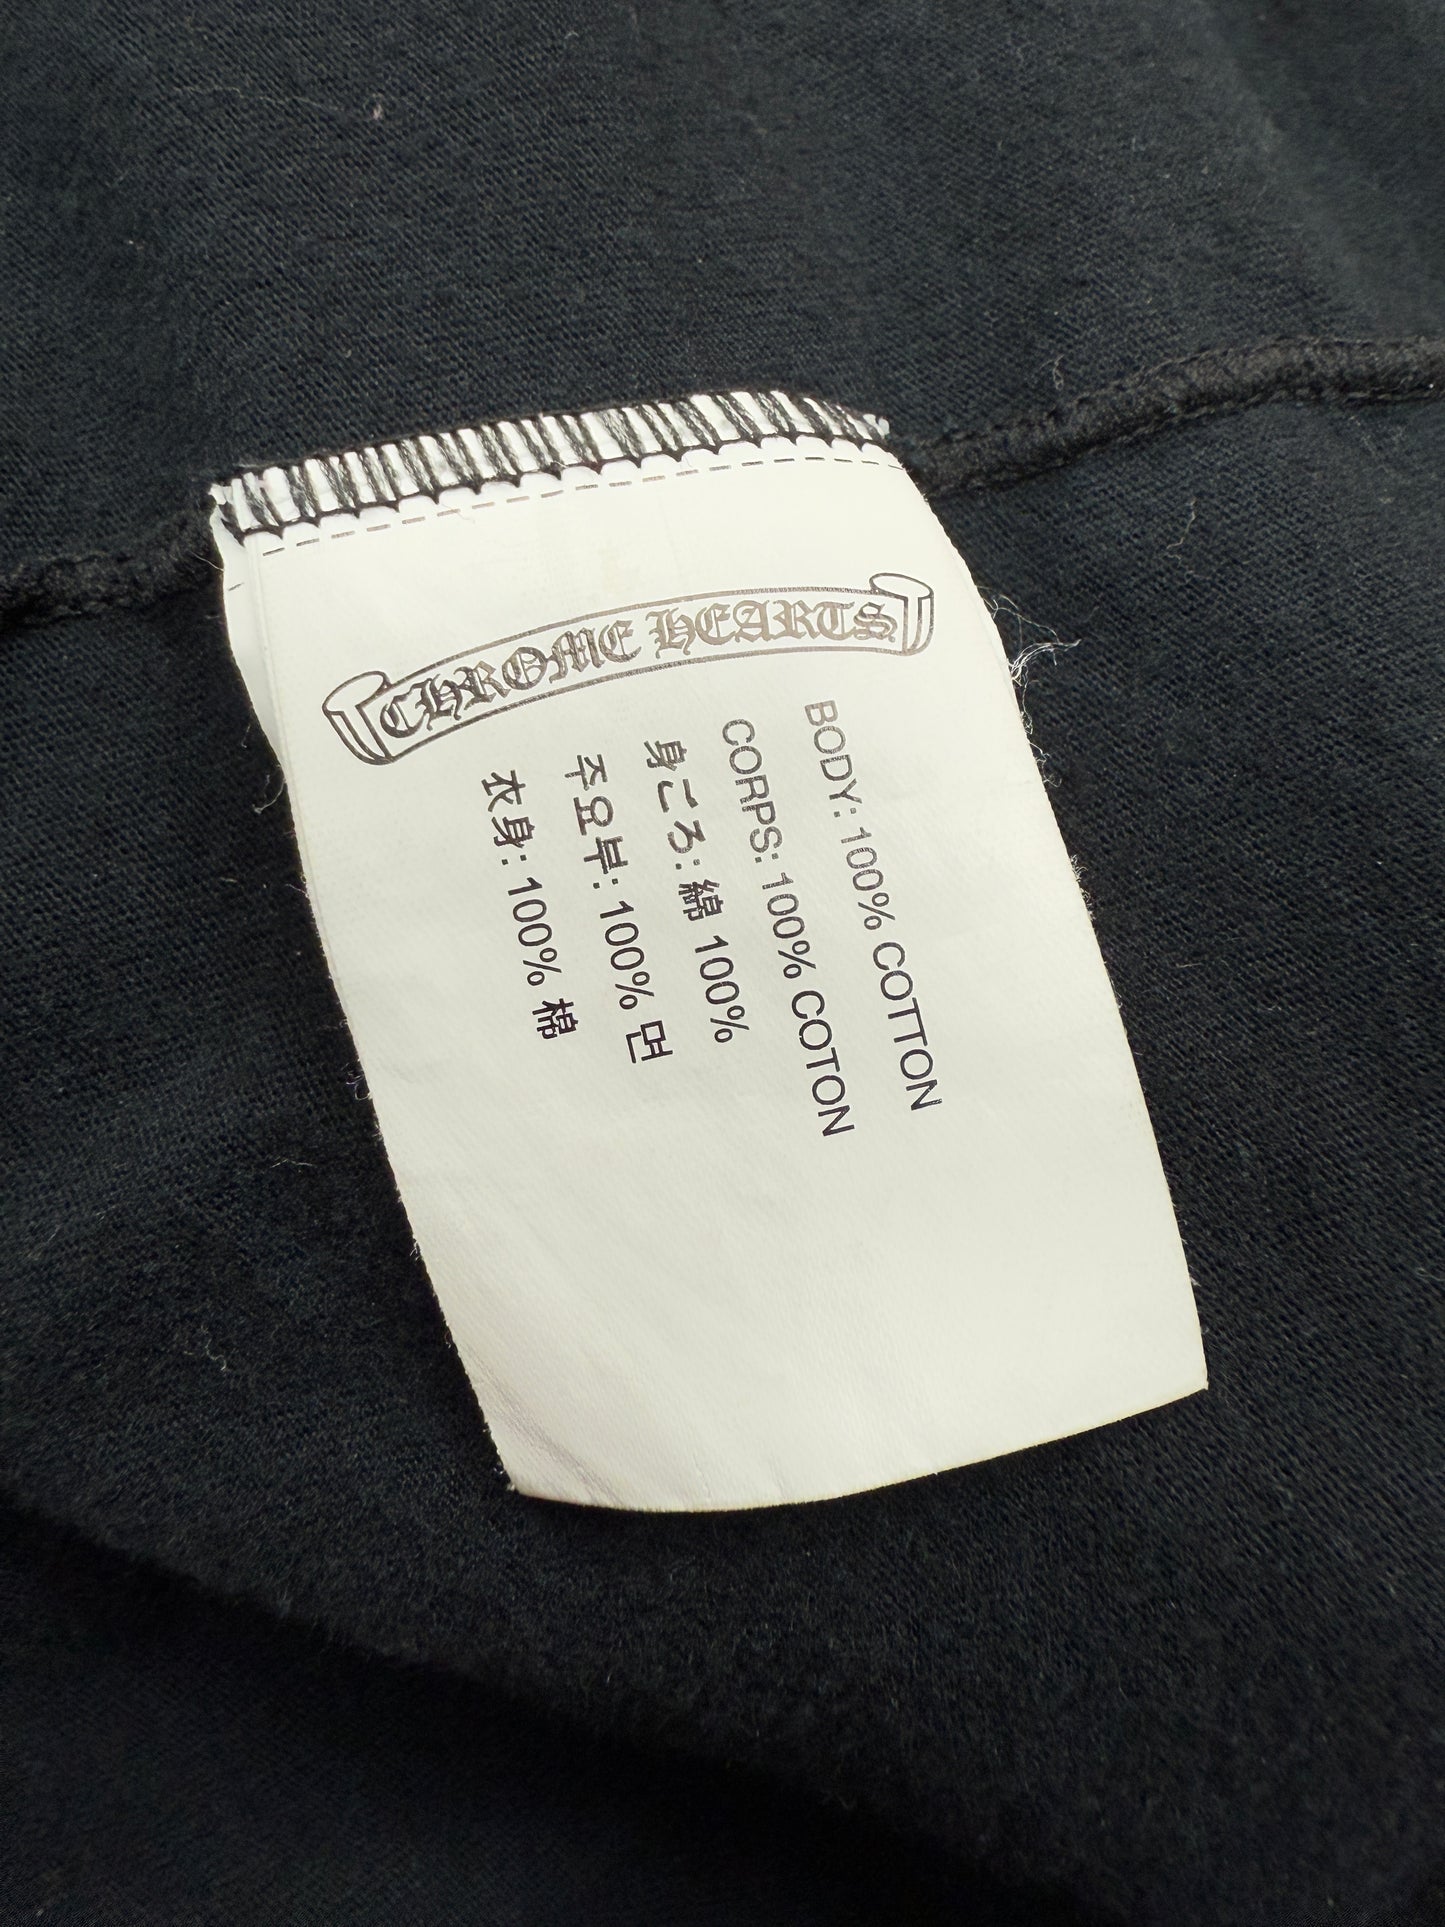 CHROME HEARTS
BODY: 100% COTTON
CORPS: 100% COTON
身ごろ: 綿 100%
주요부: 100% 면
衣身: 100% 棉